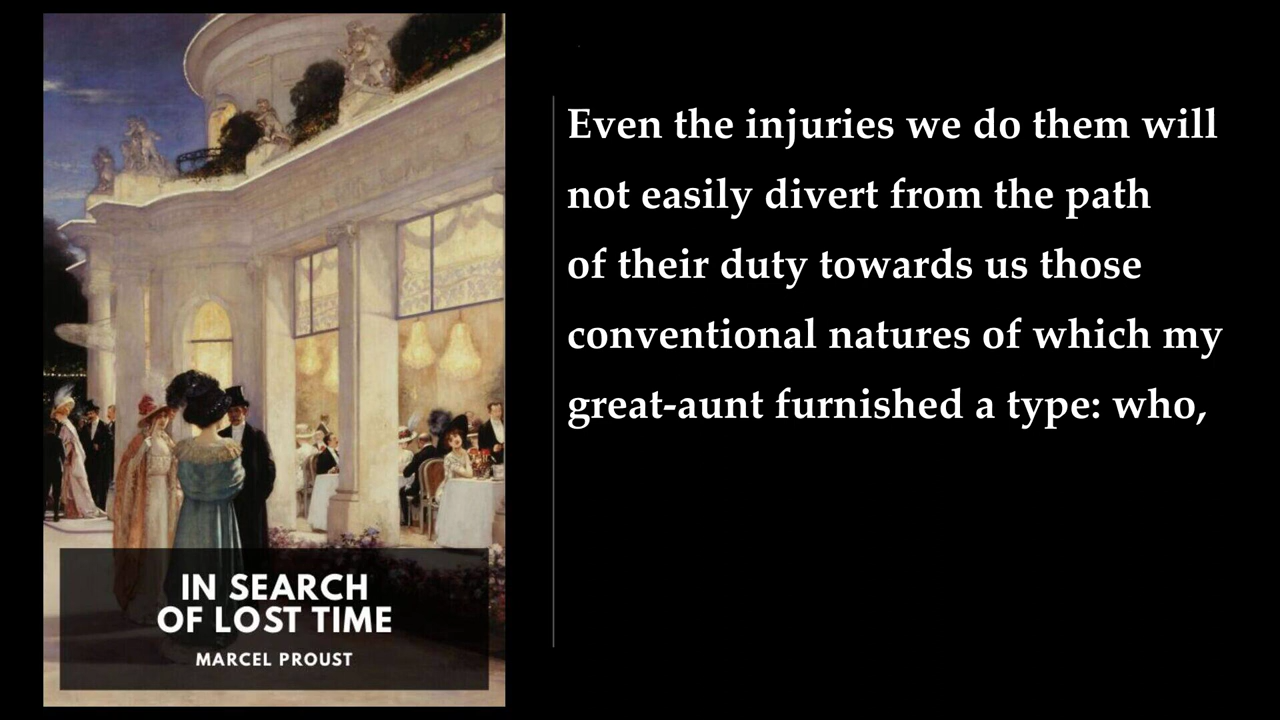 Even the injuries we do them will
not easily divert from the path
of their duty towards us those
conventional natures of which my
great-aunt furnished a type: who,
IN SEARCH
OF LOST TIME
MARCEL PROUST